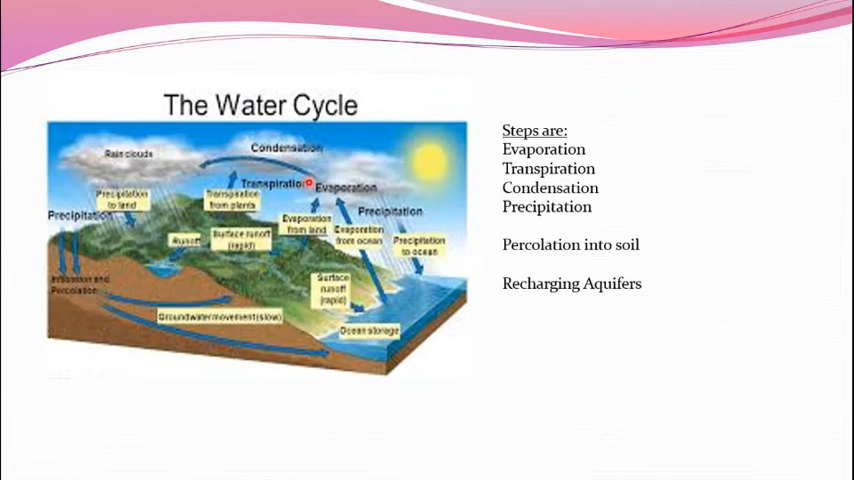 The Water Cycle
Rain clouds
Condensation
Precipitation
to land
Transpiration
Transpiration
from plants
Evaporation
Precipitation
Precipitation
Evaporation
from land
Evaporation
from ocean
Precipitation
to ocean
Runoff
Surface runoff
(rapid)
Infiltration and
Percolation
Surface
runoff
(rapid)
Groundwater movement (slow)
Ocean storage
Steps are:
Evaporation
Transpiration
Condensation
Precipitation
Percolation into soil
Recharging Aquifers